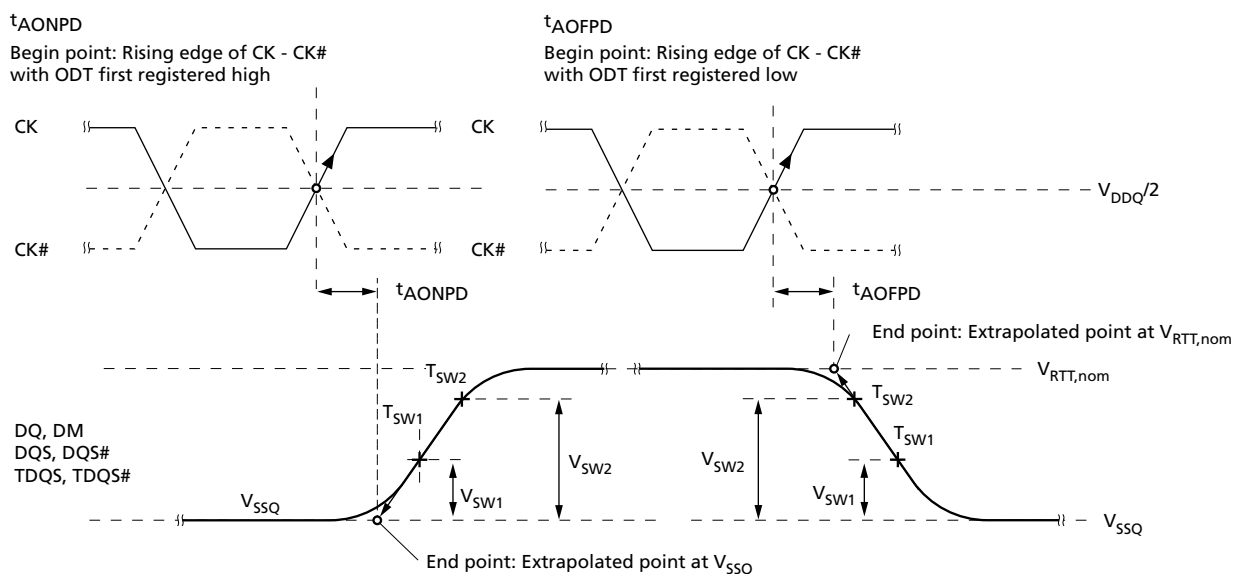 tAONPD
Begin point: Rising edge of CK - CK#
with ODT first registered high
tAOFPD
Begin point: Rising edge of CK - CK#
with ODT first registered low
CK
CK
VDDQ/2
CK#
CK#
tAONPD
tAOFPD
End point: Extrapolated point at VRTT,nom
VRTT,nom
TSW2
TSW2
TSW1
TSW1
DQ, DM
DQS, DQS#
TDQS, TDQS#
VSW2
VSW2
VSW1
VSW1
VSSQ
VSSQ
End point: Extrapolated point at VSSQ